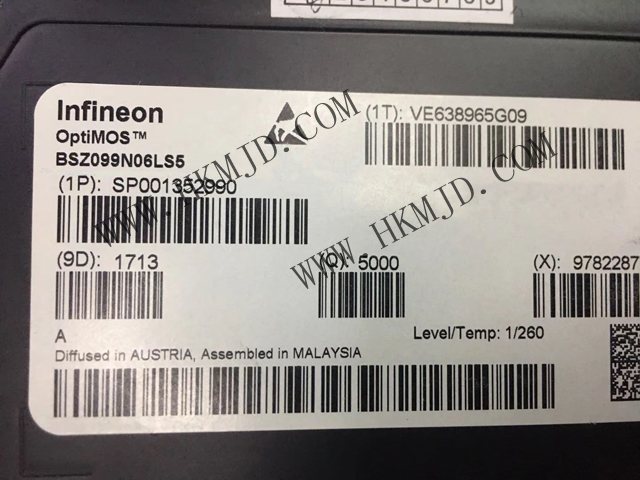 Infineon
OptiMOS™
BSZ099N06LS5
(1T): VE638965G09
(1P): SP001352990
(9D): 1713
(Q): 5000
(X): 9782287
A
Level/Temp: 1/260
Diffused in AUSTRIA, Assembled in MALAYSIA
WWW.HKMJD.COM
WWW.HKMJD.COM